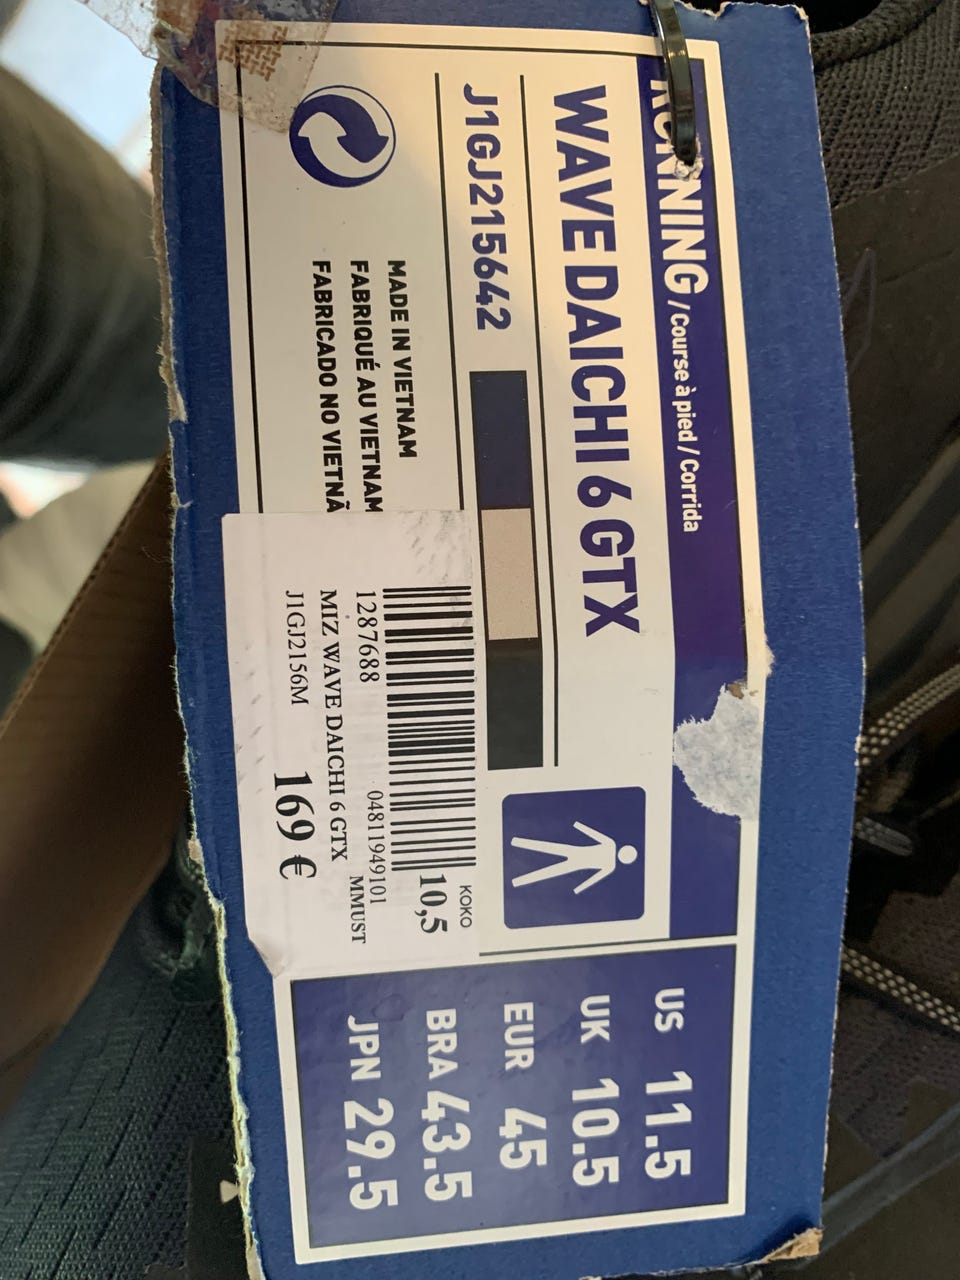 RUNNING / Course à pied / Corrida
WAVE DAICHI 6 GTX
J1GJ215642
MADE IN VIETNAM
FABRIQUÉ AU VIETNAM
FABRICADO NO VIETNÃ
KOKO
10,5
1287688 04811949101
MIZ WAVE DAICHI 6 GTX MMUST
J1GJ2156M
169 €
US 11.5
UK 10.5
EUR 45
BRA 43.5
JPN 29.5